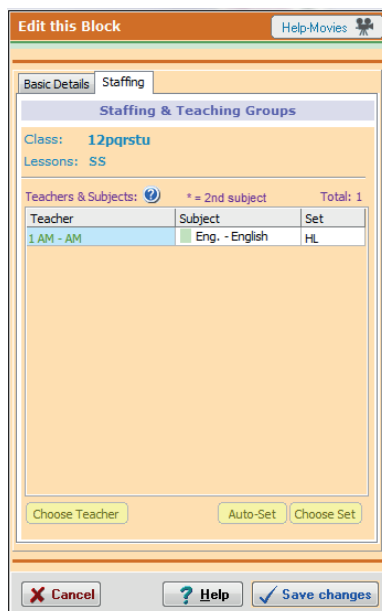 Edit this Block
Help-Movies
Basic Details Staffing
Staffing & Teaching Groups
Class: 12pqrstu
Lessons: SS
Teachers & Subjects: ? * = 2nd subject Total: 1
Teacher Subject Set
1 AM - AM Eng. - English HL
Choose Teacher Auto-Set Choose Set
Cancel ? Help Save changes